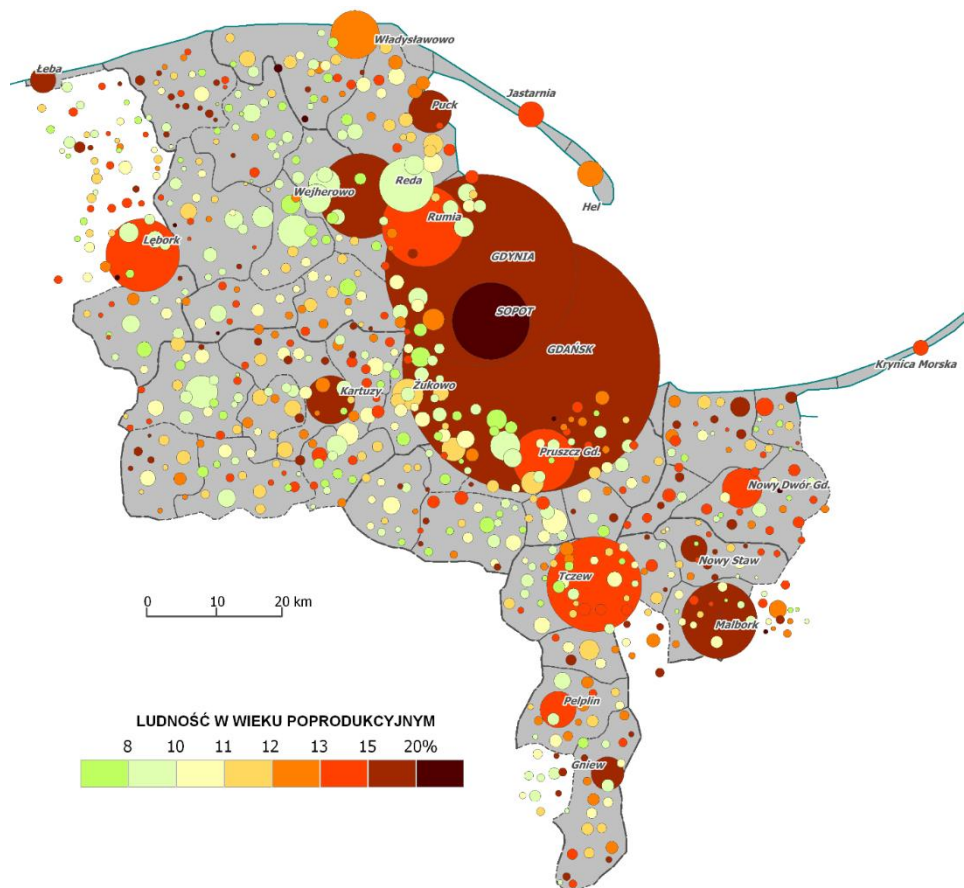 Władysławowo
Łeba
Jastarnia
Puck
Reda
Wejherowo
Hel
Rumia
Lębork
GDYNIA
SOPOT
GDAŃSK
Krynica Morska
Kartuzy
Żukowo
Pruszcz Gd.
Nowy Dwór Gd.
Nowy Staw
Tczew
0 10 20 km
Malbork
Pelplin
LUDNOŚĆ W WIEKU POPRODUKCYJNYM
8 10 11 12 13 15 20%
Gniew